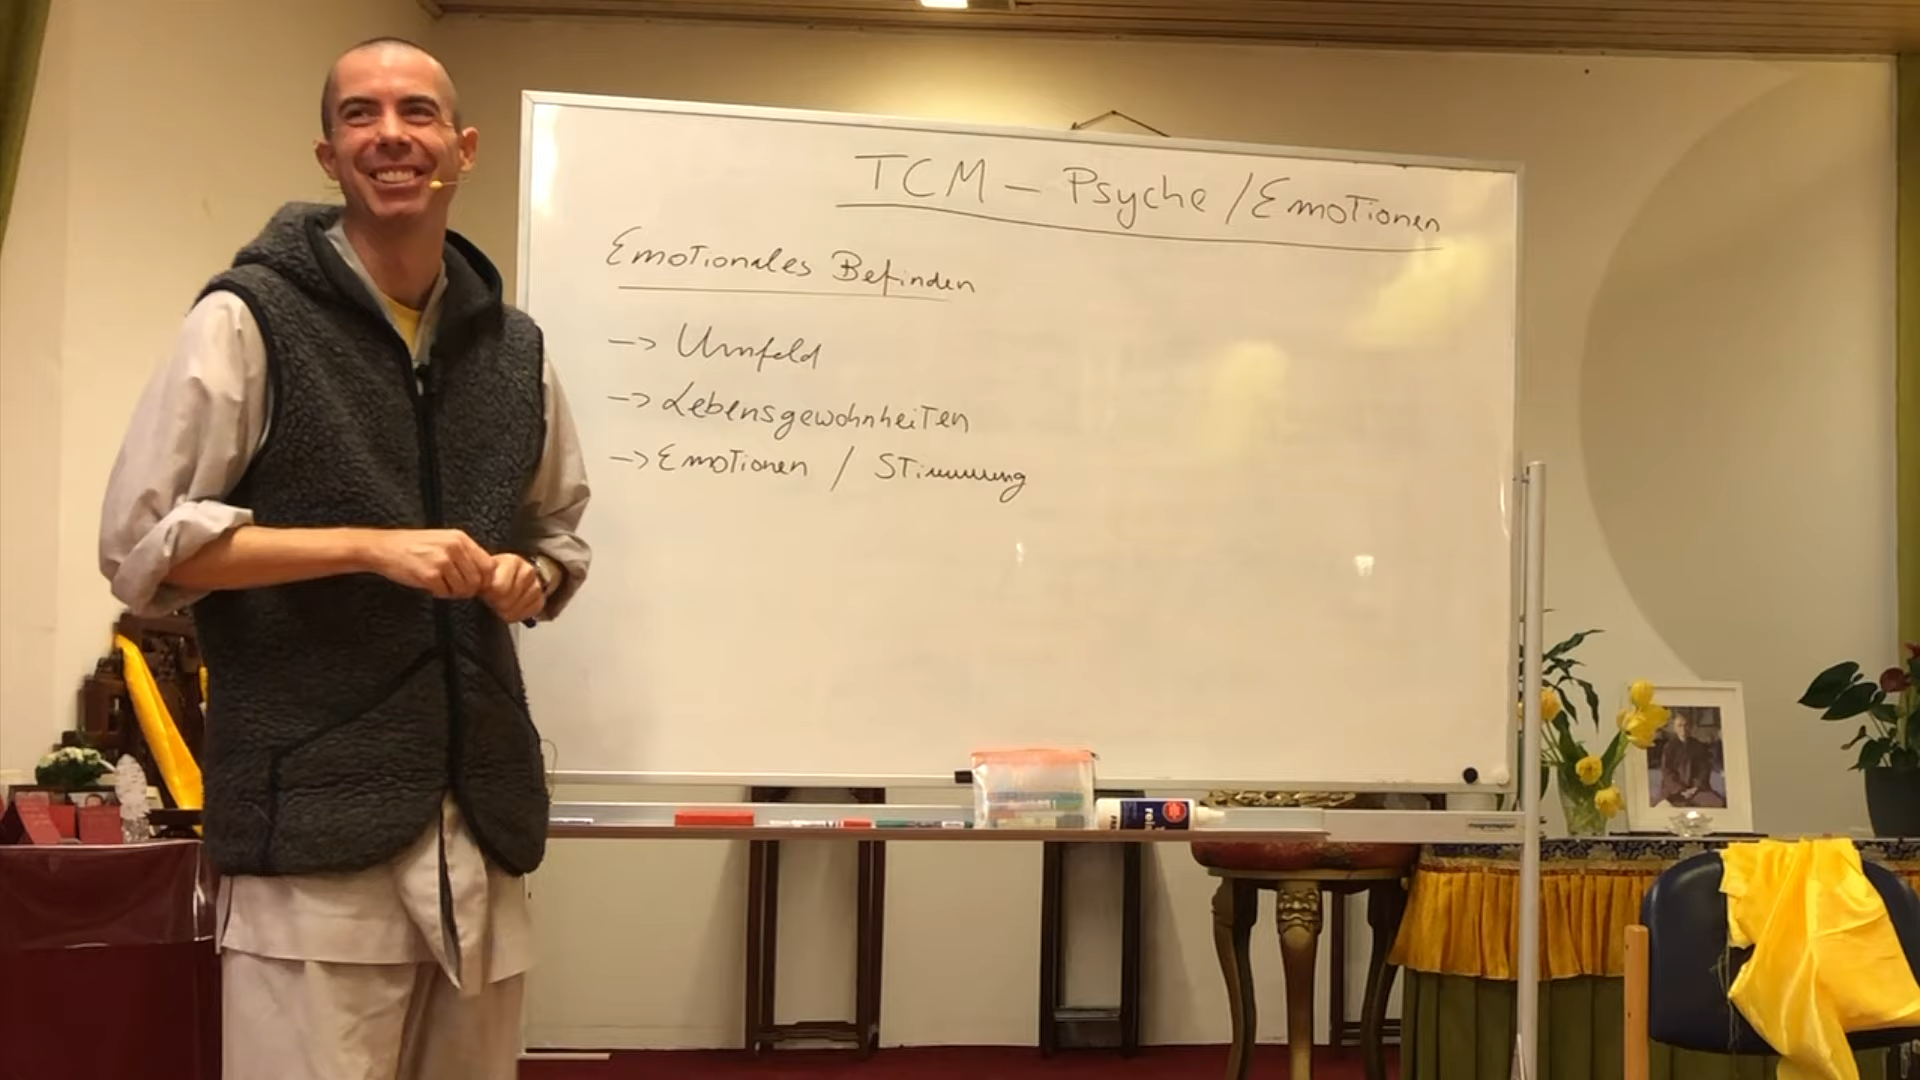 TCM – Psyche / Emotionen
Emotionales Befinden
-> Umfeld
-> Lebensgewohnheiten
-> Emotionen / Stimmung